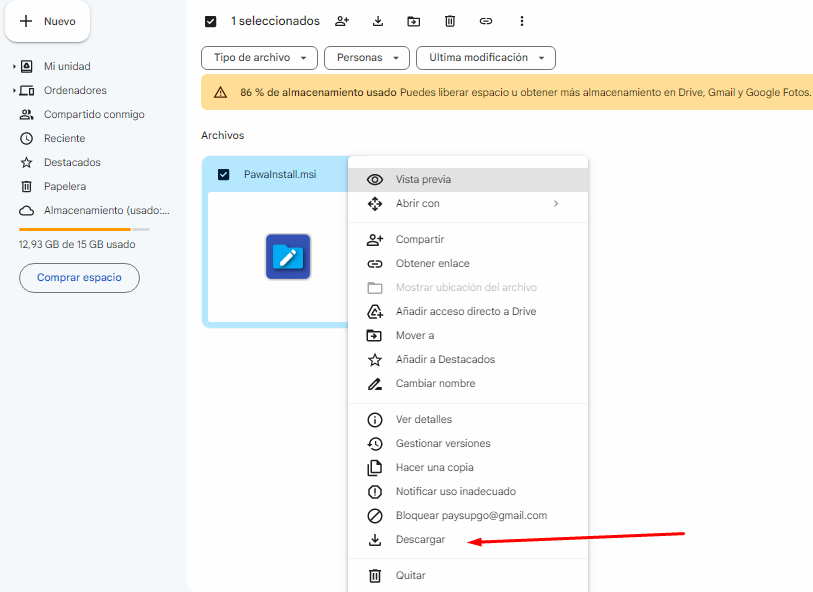 Nuevo
1 seleccionados
Tipo de archivo
Personas
Última modificación
Mi unidad
Ordenadores
Compartido conmigo
Reciente
Destacados
Papelera
Almacenamiento (usado:...
12,93 GB de 15 GB usado
Comprar espacio
86 % de almacenamiento usado Puedes liberar espacio u obtener más almacenamiento en Drive, Gmail y Google Fotos.
Archivos
PawaInstall.msi
Vista previa
Abrir con
Compartir
Obtener enlace
Mostrar ubicación del archivo
Añadir acceso directo a Drive
Mover a
Añadir a Destacados
Cambiar nombre
Ver detalles
Gestionar versiones
Hacer una copia
Notificar uso inadecuado
Bloquear paysupgo@gmail.com
Descargar
Quitar